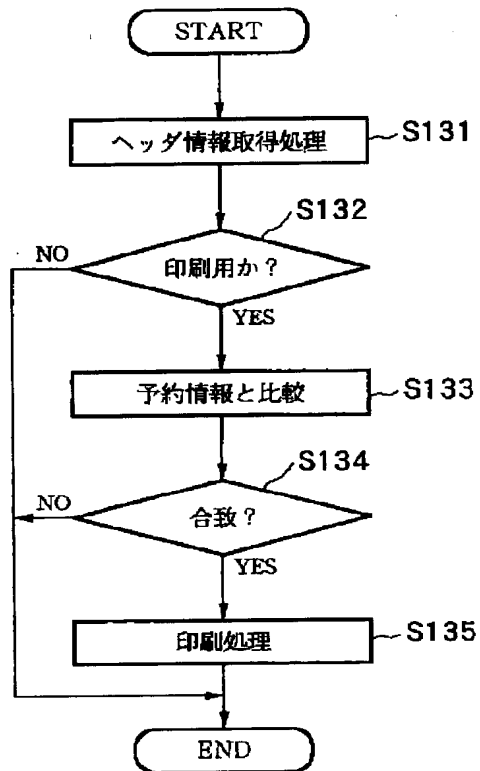 START
ヘッダ情報取得処理
S131
S132
印刷用か?
NO
YES
予約情報と比較
S133
S134
合致?
NO
YES
印刷処理
S135
END